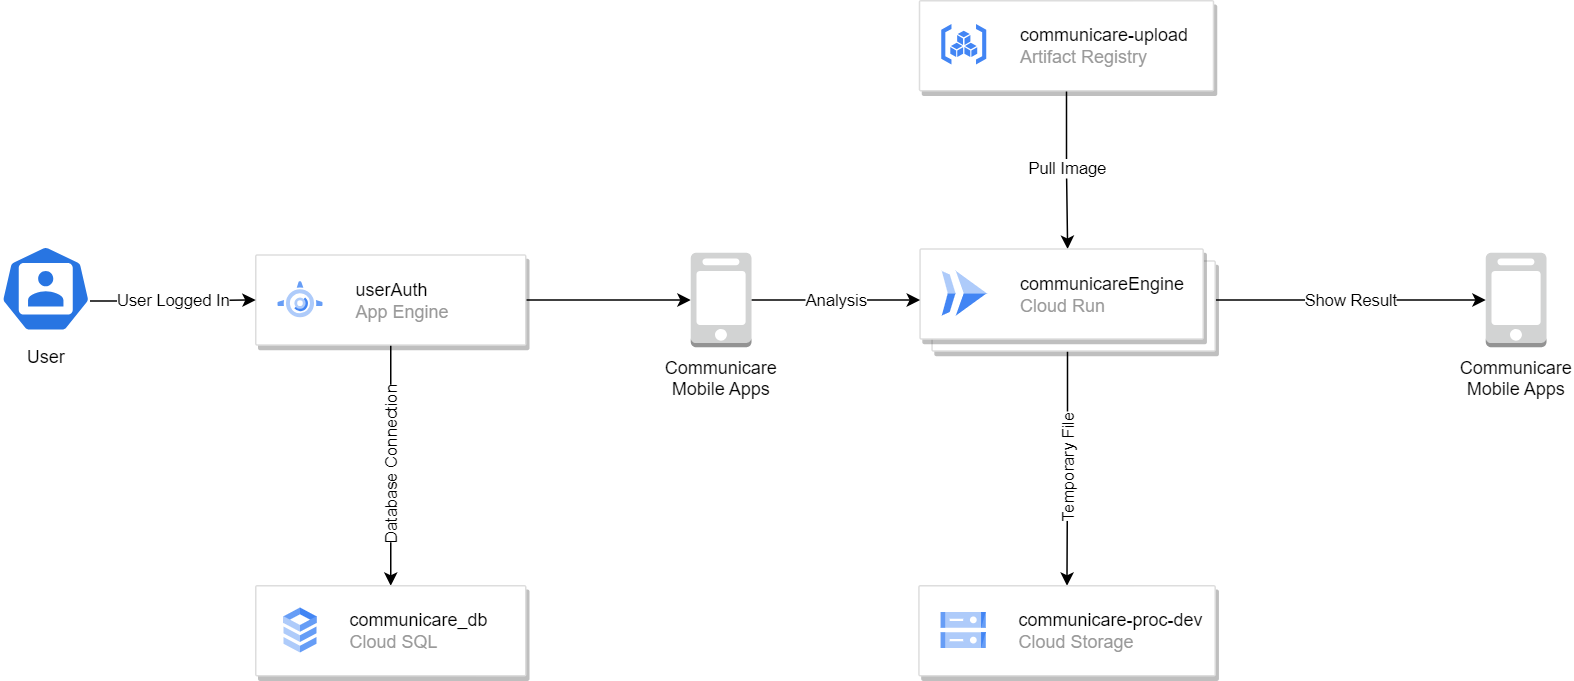 communicare-upload
Artifact Registry
Pull Image
User Logged In
User
userAuth
App Engine
Communicare
Mobile Apps
Analysis
communicareEngine
Cloud Run
Show Result
Communicare
Mobile Apps
Database Connection
Temporary File
communicare_db
Cloud SQL
communicare-proc-dev
Cloud Storage